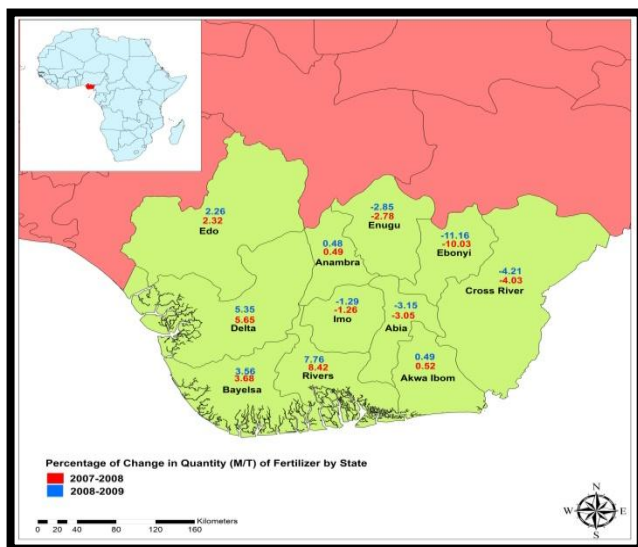 2.26
2.32
Edo
-2.85
-2.78
Enugu
0.48
0.49
Anambra
-11.16
-10.03
Ebonyi
-4.21
-4.03
Cross River
5.35
5.65
Delta
-1.29
-1.26
Imo
-3.15
-3.05
Abia
3.56
3.68
Bayelsa
7.76
8.42
Rivers
0.49
0.52
Akwa Ibom
Percentage of Change in Quantity (M/T) of Fertilizer by State
2007-2008
2008-2009
Kilometers
0 20 40 80 120 160
N
W E
S